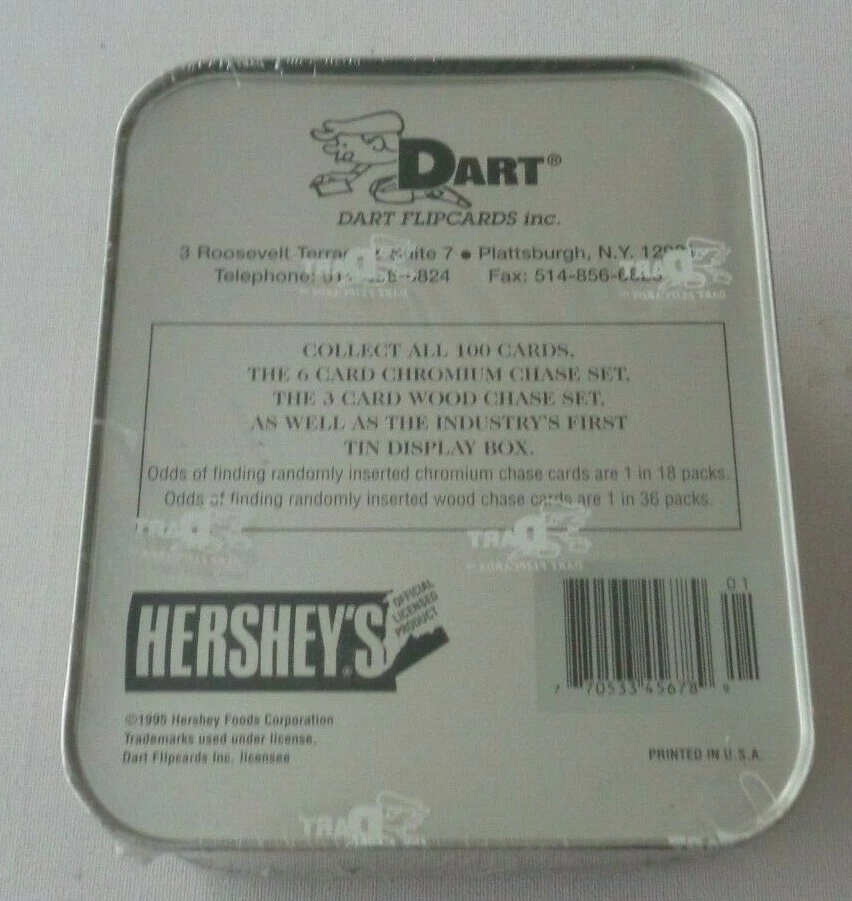 DART®
DART FLIPCARDS inc.
3 Roosevelt Suite 7 • Plattsburgh, N.Y.
Telephone: Fax: 514-856-
COLLECT ALL 100 CARDS,
THE 6 CARD CHROMIUM CHASE SET,
THE 3 CARD WOOD CHASE SET,
AS WELL AS THE INDUSTRY'S FIRST
TIN DISPLAY BOX.
Odds of finding randomly inserted chromium chase cards are 1 in 18 packs.
Odds of finding randomly inserted wood chase cards are 1 in 36 packs.
HERSHEY'S®
OFFICIAL
LICENSED
PRODUCT
01
7 70533 45678 9
©1995 Hershey Foods Corporation
Trademarks used under license.
Dart Flipcards Inc. licensee
PRINTED IN U.S.A.